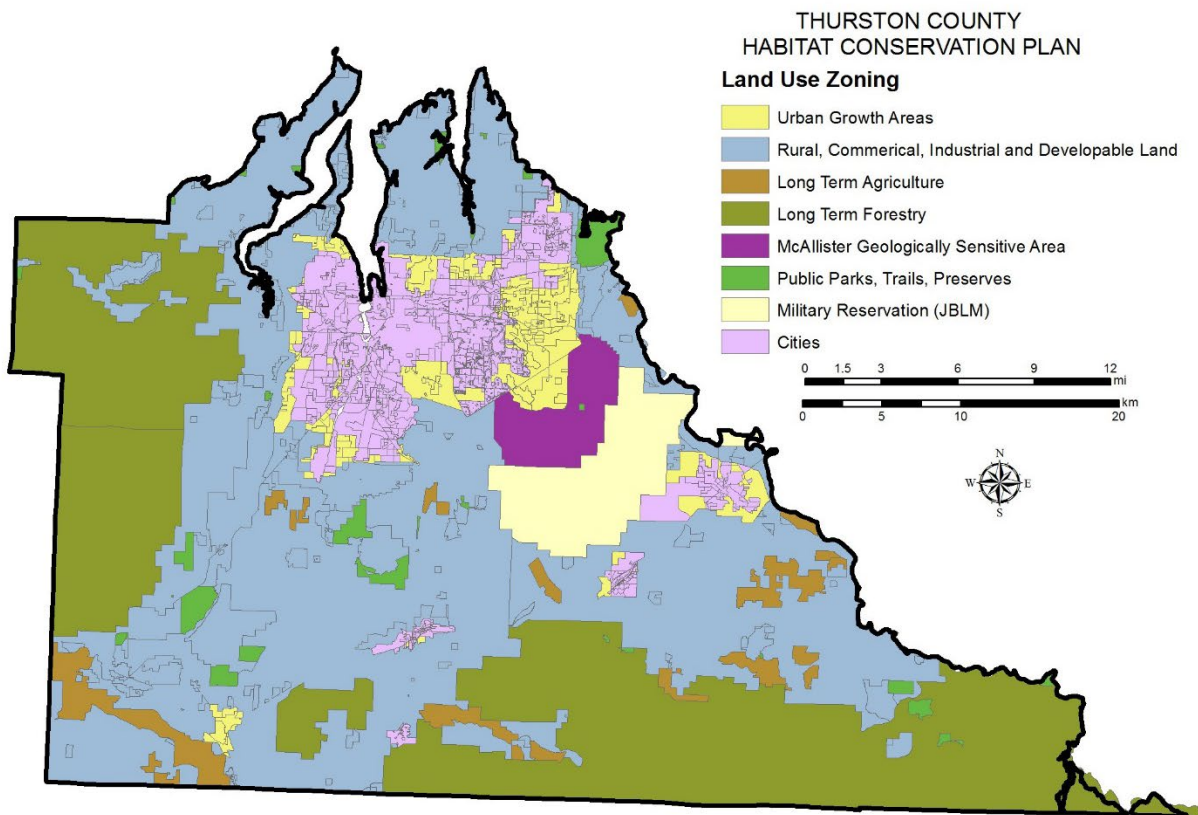 THURSTON COUNTY
HABITAT CONSERVATION PLAN
Land Use Zoning
Urban Growth Areas
Rural, Commerical, Industrial and Developable Land
Long Term Agriculture
Long Term Forestry
McAllister Geologically Sensitive Area
Public Parks, Trails, Preserves
Military Reservation (JBLM)
Cities
0 1.5 3 6 9 12
mi
km
0 5 10 20
N
W E
S